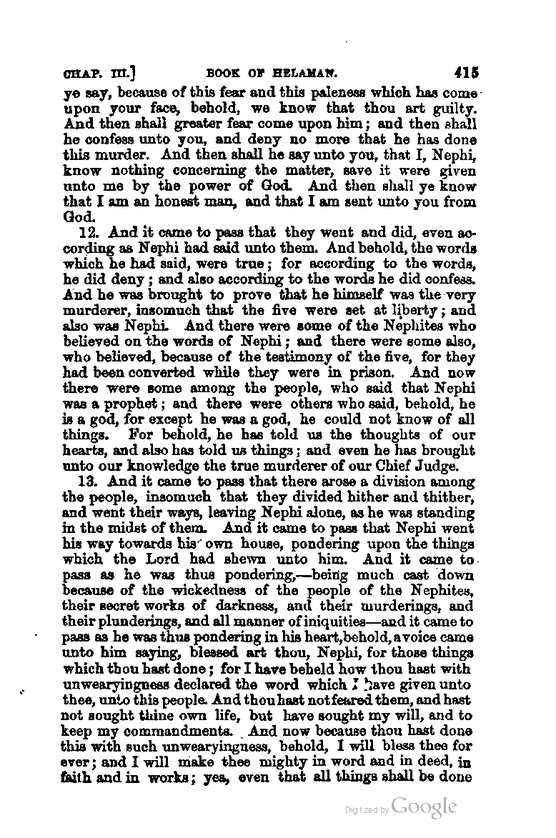 CHAP. III.] BOOK OF HELAMAN. 415
ye say, because of this fear and this paleness which has come
upon your face, behold, we know that thou art guilty.
And then shall greater fear come upon him; and then shall
he confess unto you, and deny no more that he has done
this murder. And then shall he say unto you, that I, Nephi,
know nothing concerning the matter, save it were given
unto me by the power of God. And then shall ye know
that I am an honest man, and that I am sent unto you from
God.
12. And it came to pass that they went and did, even ac-
cording as Nephi had said unto them. And behold, the words
which he had said, were true; for according to the words,
he did deny; and also according to the words he did confess.
And he was brought to prove that he himself was the very
murderer, insomuch that the five were set at liberty; and
also was Nephi. And there were some of the Nephites who
believed on the words of Nephi; and there were some also,
who believed, because of the testimony of the five, for they
had been converted while they were in prison. And now
there were some among the people, who said that Nephi
was a prophet; and there were others who said, behold, he
is a god, for except he was a god, he could not know of all
things. For behold, he has told us the thoughts of our
hearts, and also has told us things; and even he has brought
unto our knowledge the true murderer of our Chief Judge.
13. And it came to pass that there arose a division among
the people, insomuch that they divided hither and thither,
and went their ways, leaving Nephi alone, as he was standing
in the midst of them. And it came to pass that Nephi went
his way towards his own house, pondering upon the things
which the Lord had shewn unto him. And it came to
pass as he was thus pondering,—being much cast down
because of the wickedness of the people of the Nephites,
their secret works of darkness, and their murderings, and
their plunderings, and all manner of iniquities—and it came to
pass as he was thus pondering in his heart, behold, a voice came
unto him saying, blessed art thou, Nephi, for those things
which thou hast done; for I have beheld how thou hast with
unwearyingness declared the word which I have given unto
thee, unto this people. And thou hast not feared them, and hast
not sought thine own life, but have sought my will, and to
keep my commandments. And now because thou hast done
this with such unwearyingness, behold, I will bless thee for
ever; and I will make thee mighty in word and in deed, in
faith and in works; yea, even that all things shall be done
Digitized by Google